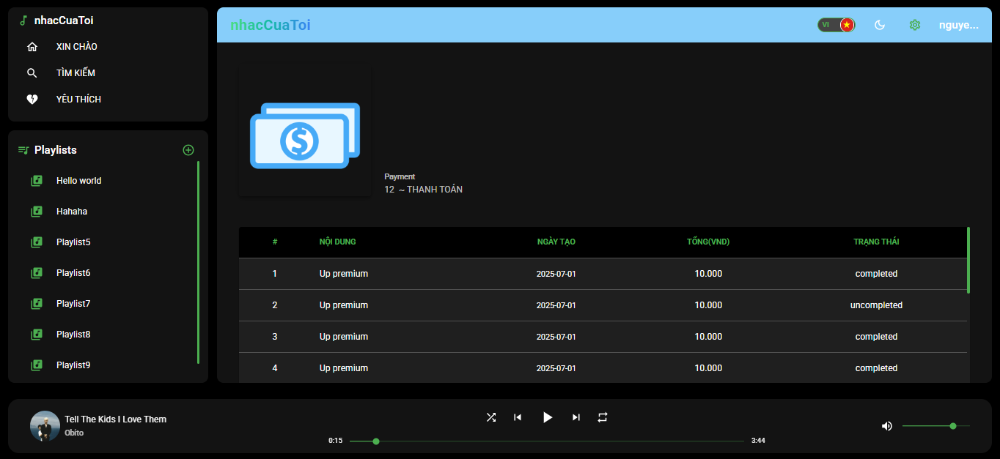 nhacCuaToi
XIN CHÀO
TÌM KIẾM
YÊU THÍCH
Playlists
Hello world
Hahaha
Playlist5
Playlist6
Playlist7
Playlist8
Playlist9
nhacCuaToi
VI
nguye...
Payment
12 ~ THANH TOÁN
# NỘI DUNG NGÀY TẠO TỔNG(VND) TRẠNG THÁI
1 Up premium 2025-07-01 10.000 completed
2 Up premium 2025-07-01 10.000 uncompleted
3 Up premium 2025-07-01 10.000 completed
4 Up premium 2025-07-01 10.000 completed
Tell The Kids I Love Them
Obito
0:15
3:44